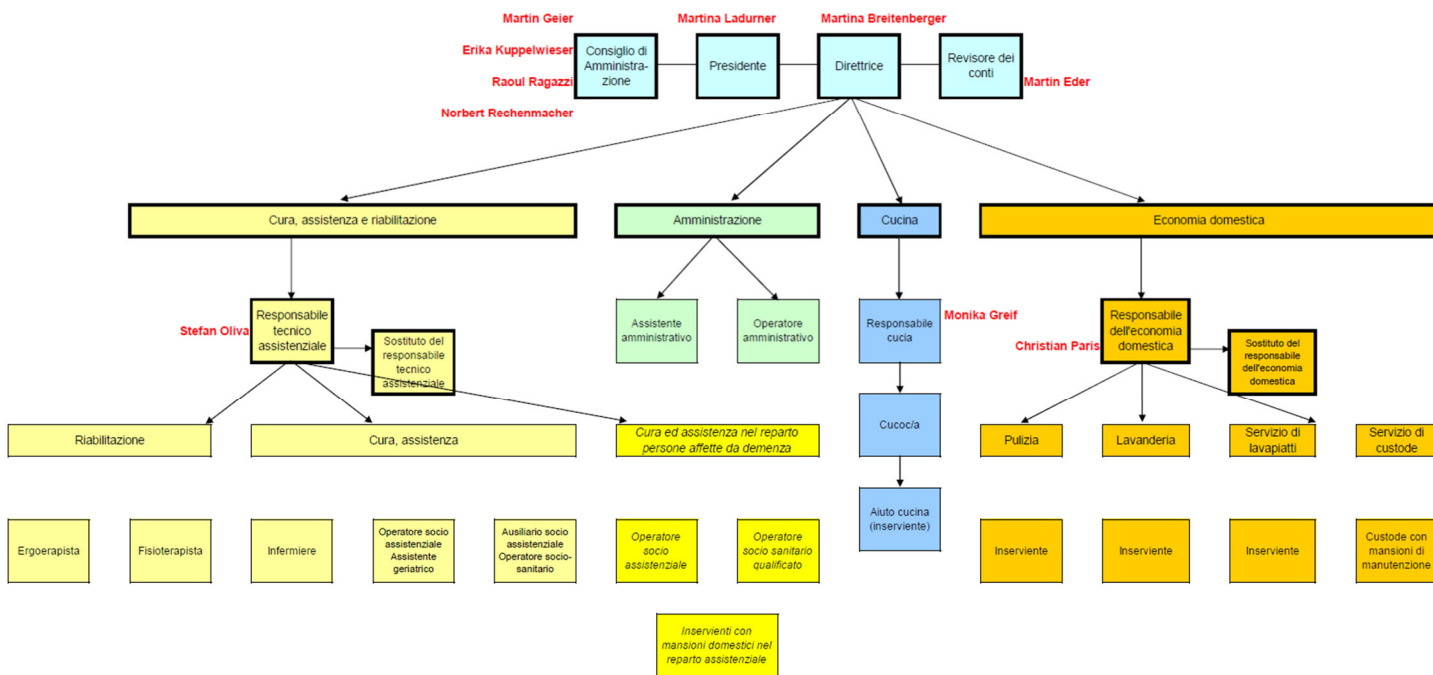 Martin Geier
Martina Ladurner
Martina Breitenberger
Erika Kuppelwieser
Raoul Ragazzi
Norbert Rechenmacher
Consiglio di
Amministra-
zione
Presidente
Direttrice
Revisore dei
conti
Martin Eder
Cura, assistenza e riabilitazione
Amministrazione
Cucina
Economia domestica
Stefan Oliva
Responsabile
tecnico
assistenziale
Sostituto del
responsabile
tecnico
assistenziale
Assistente
amministrativo
Operatore
amministrativo
Responsabile
cucia
Monika Greif
Christian Paris
Responsabile
dell'economia
domestica
Sostituto del
responsabile
dell'economia
domestica
Riabilitazione
Cura, assistenza
Cura ed assistenza nel reparto
persone affette da demenza
Cucoc/a
Pulizia
Lavanderia
Servizio di
lavapiatti
Servizio di
custode
Ergoerapista
Fisioterapista
Infermiere
Operatore socio
assistenziale
Assistente
geriatrico
Ausiliario socio
assistenziale
Operatore socio-
sanitario
Operatore
socio
assistenziale
Operatore
socio sanitario
qualificato
Aiuto cucina
(inserviente)
Inserviente
Inserviente
Inserviente
Custode con
mansioni di
manutenzione
Inservienti con
mansioni domestici nel
reparto assistenziale